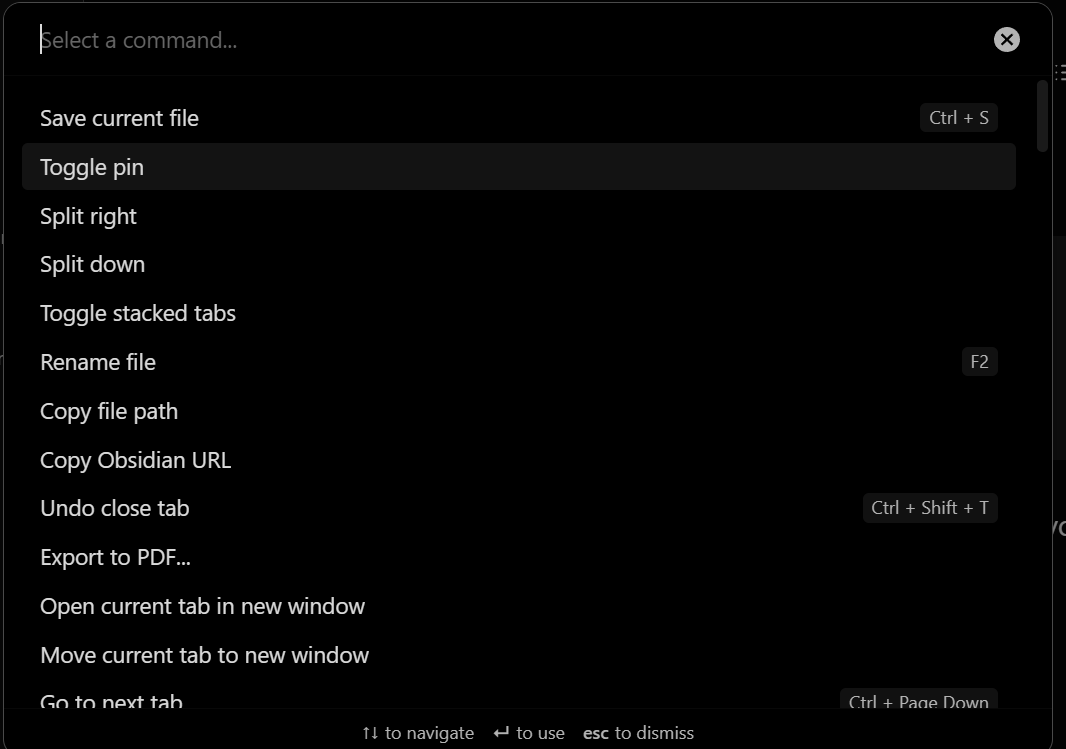 Select a command...
Save current file Ctrl + S
Toggle pin
Split right
Split down
Toggle stacked tabs
Rename file F2
Copy file path
Copy Obsidian URL
Undo close tab Ctrl + Shift + T
Export to PDF...
Open current tab in new window
Move current tab to new window
Go to next tab Ctrl + Page Down
↑↓ to navigate ↵ to use esc to dismiss